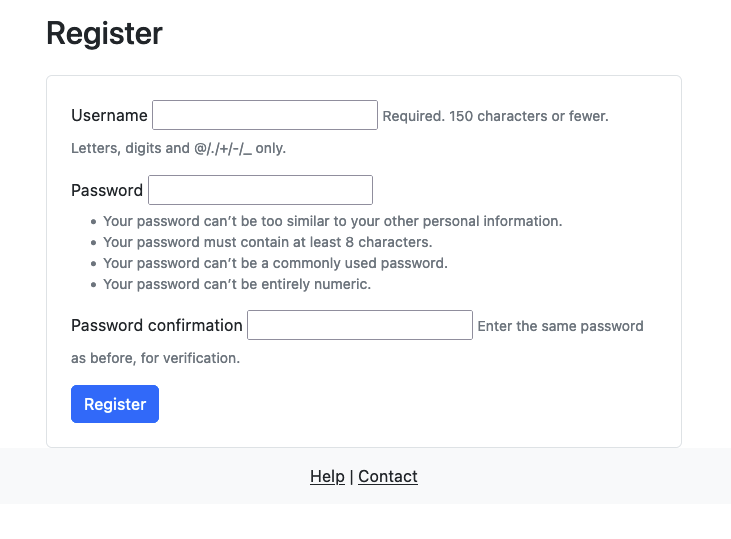 Register
Username Required. 150 characters or fewer.
Letters, digits and @/./+/-/_ only.
Password
• Your password can’t be too similar to your other personal information.
• Your password must contain at least 8 characters.
• Your password can’t be a commonly used password.
• Your password can’t be entirely numeric.
Password confirmation Enter the same password
as before, for verification.
Register
Help | Contact